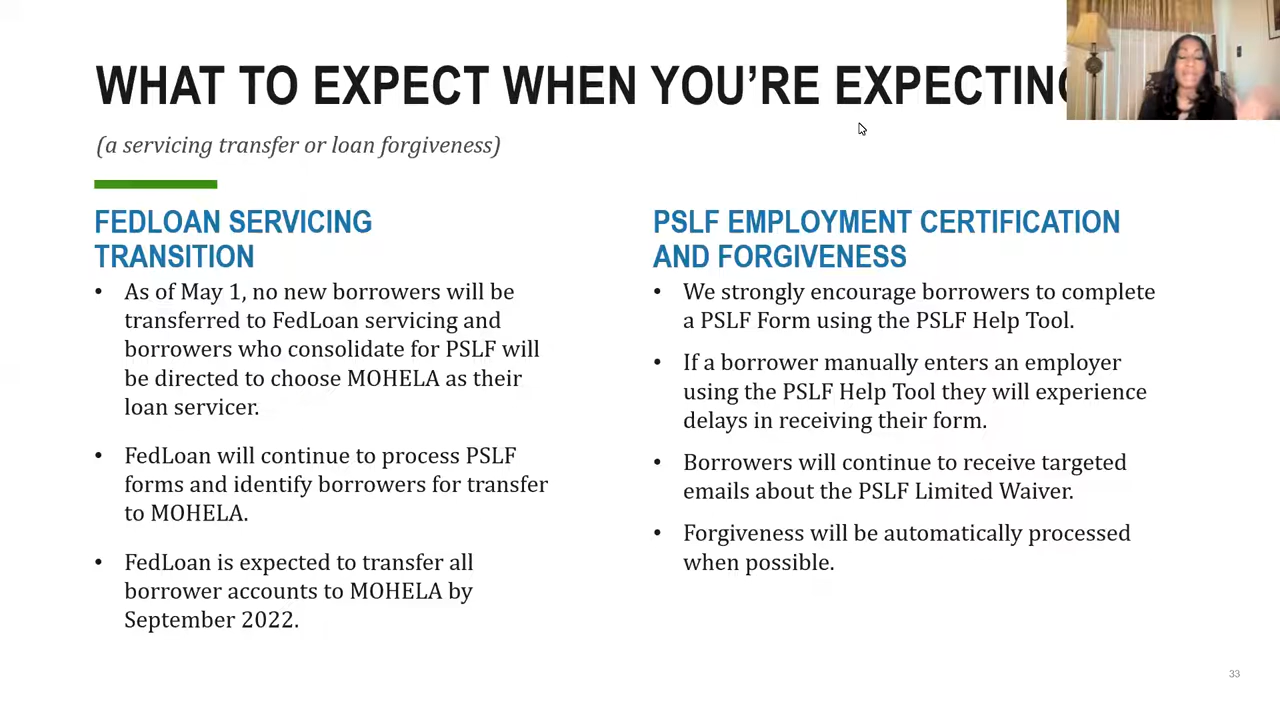 WHAT TO EXPECT WHEN YOU'RE EXPECTING
(a servicing transfer or loan forgiveness)
FEDLOAN SERVICING
TRANSITION
• As of May 1, no new borrowers will be
transferred to FedLoan servicing and
borrowers who consolidate for PSLF will
be directed to choose MOHELA as their
loan servicer.
• FedLoan will continue to process PSLF
forms and identify borrowers for transfer
to MOHELA.
• FedLoan is expected to transfer all
borrower accounts to MOHELA by
September 2022.
PSLF EMPLOYMENT CERTIFICATION
AND FORGIVENESS
• We strongly encourage borrowers to complete
a PSLF Form using the PSLF Help Tool.
• If a borrower manually enters an employer
using the PSLF Help Tool they will experience
delays in receiving their form.
• Borrowers will continue to receive targeted
emails about the PSLF Limited Waiver.
• Forgiveness will be automatically processed
when possible.
33